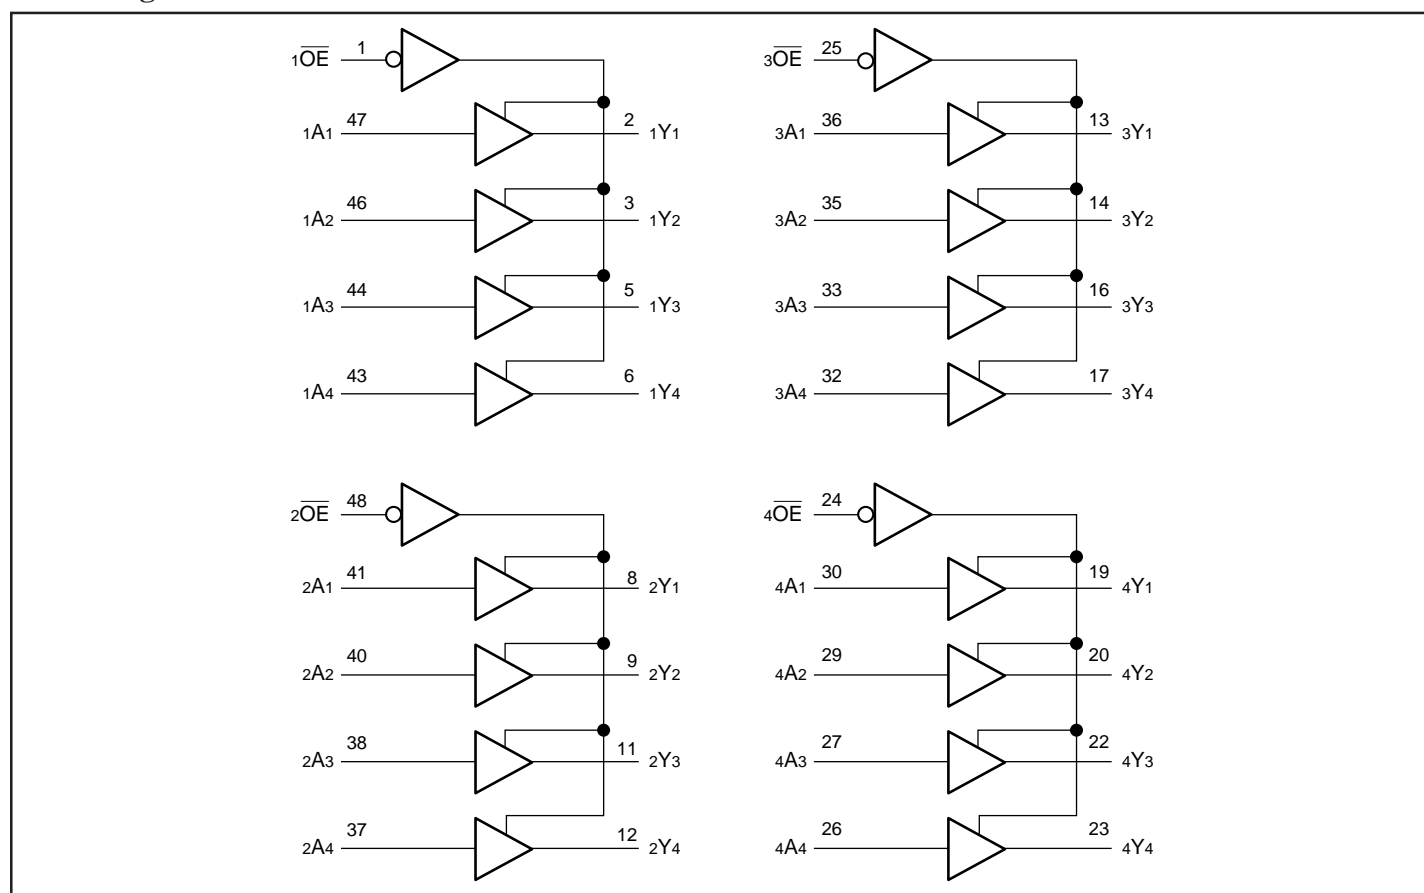 1OE 1
1A1 47 2 1Y1
1A2 46 3 1Y2
1A3 44 5 1Y3
1A4 43 6 1Y4
3OE 25
3A1 36 13 3Y1
3A2 35 14 3Y2
3A3 33 16 3Y3
3A4 32 17 3Y4
2OE 48
2A1 41 8 2Y1
2A2 40 9 2Y2
2A3 38 11 2Y3
2A4 37 12 2Y4
4OE 24
4A1 30 19 4Y1
4A2 29 20 4Y2
4A3 27 22 4Y3
4A4 26 23 4Y4